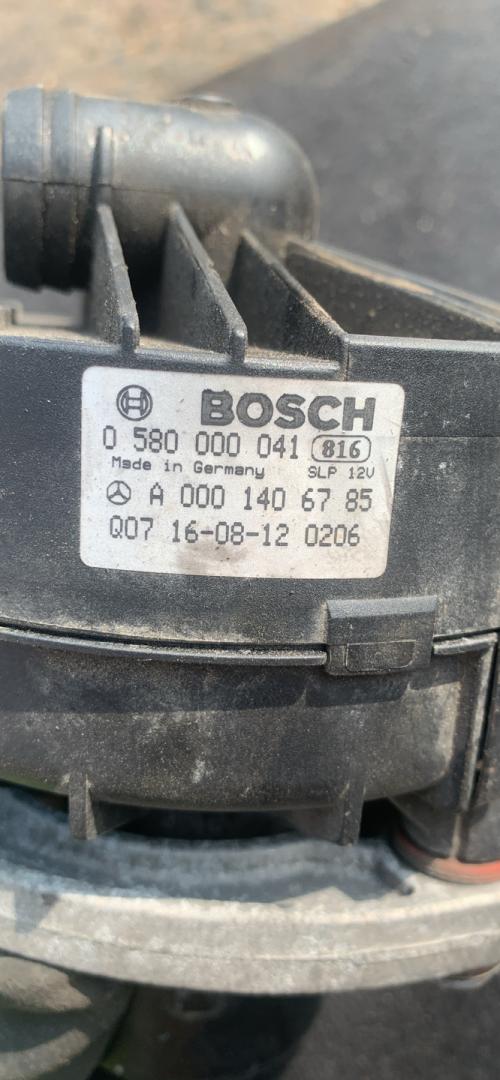 BOSCH
0 580 000 041 816
Made in Germany SLP 12V
A 000 140 67 85
Q07 16-08-12 0206